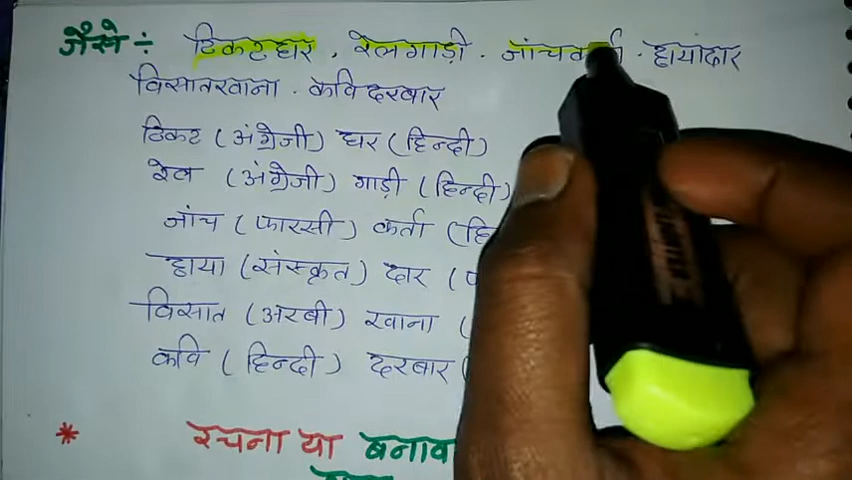 जैसे÷ टिकटघर, रेलगाड़ी. जांचकर्ता. छायादार
विसातखाना. कविदरबार
टिकट (अंग्रेजी) घर (हिन्दी)
रेल (अंग्रेजी) गाड़ी (हिन्दी)
जांच (फारसी) कर्ता (हि
छाया (संस्कृत) दार (
विसात (अरबी) खाना (
कवि (हिन्दी) दरबार (
* रचना या बनाव